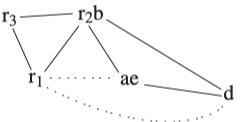 r₃ r₂b
r₁ ae d